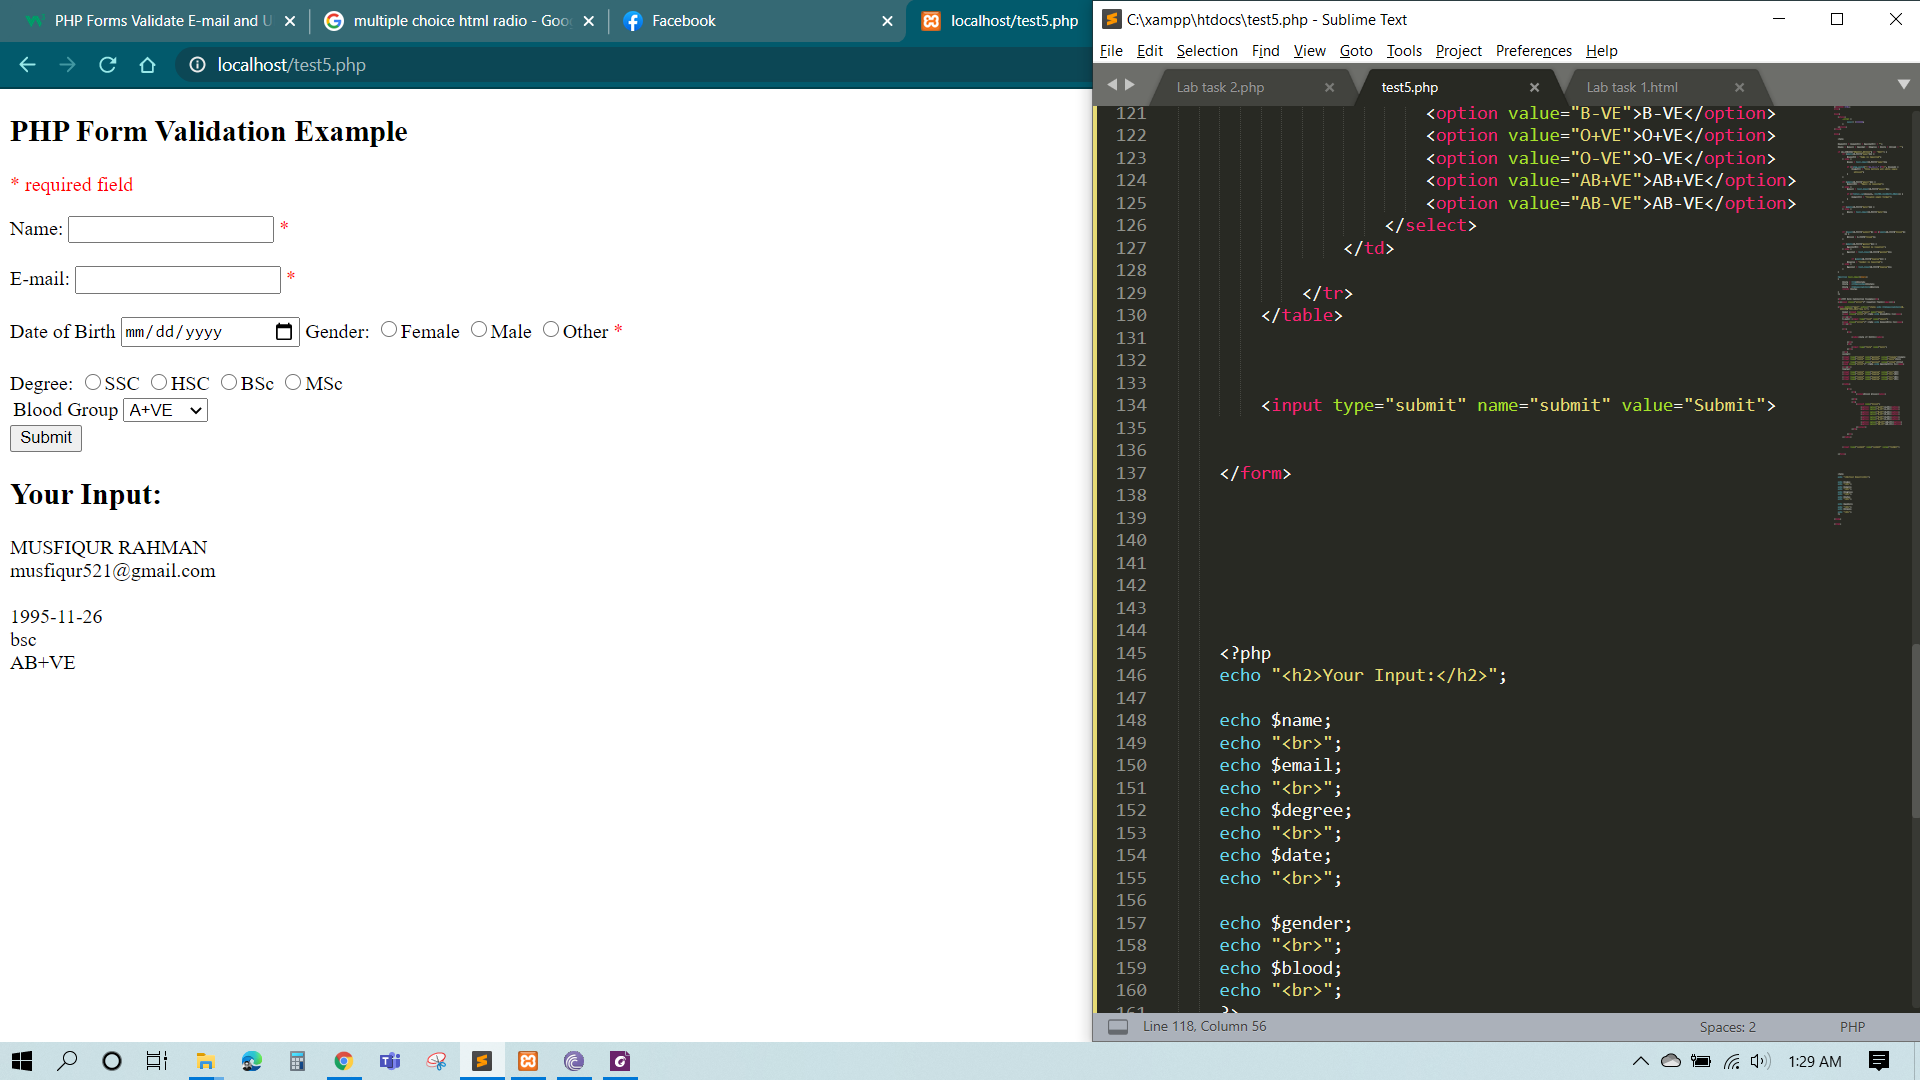 PHP Forms Validate E-mail and U
multiple choice html radio - Goo
Facebook
localhost/test5.php
localhost/test5.php
PHP Form Validation Example
* required field
Name: *
E-mail: *
Date of Birth mm/dd/yyyy Gender: Female Male Other *
Degree: SSC HSC BSc MSc
Blood Group A+VE
Submit
Your Input:
MUSFIQUR RAHMAN
musfiqur521@gmail.com
1995-11-26
bsc
AB+VE
C:\xampp\htdocs\test5.php - Sublime Text
File Edit Selection Find View Goto Tools Project Preferences Help
Lab task 2.php test5.php Lab task 1.html
121 <option value="B-VE">B-VE</option>
122 <option value="O+VE">O+VE</option>
123 <option value="O-VE">O-VE</option>
124 <option value="AB+VE">AB+VE</option>
125 <option value="AB-VE">AB-VE</option>
126 </select>
127 </td>
128
129 </tr>
130 </table>
131
132
133
134 <input type="submit" name="submit" value="Submit">
135
136
137 </form>
138
139
140
141
142
143
144
145 <?php
146 echo "<h2>Your Input:</h2>";
147
148 echo $name;
149 echo "<br>";
150 echo $email;
151 echo "<br>";
152 echo $degree;
153 echo "<br>";
154 echo $date;
155 echo "<br>";
156
157 echo $gender;
158 echo "<br>";
159 echo $blood;
160 echo "<br>";
161 ?>
Line 118, Column 56 Spaces: 2 PHP
1:29 AM